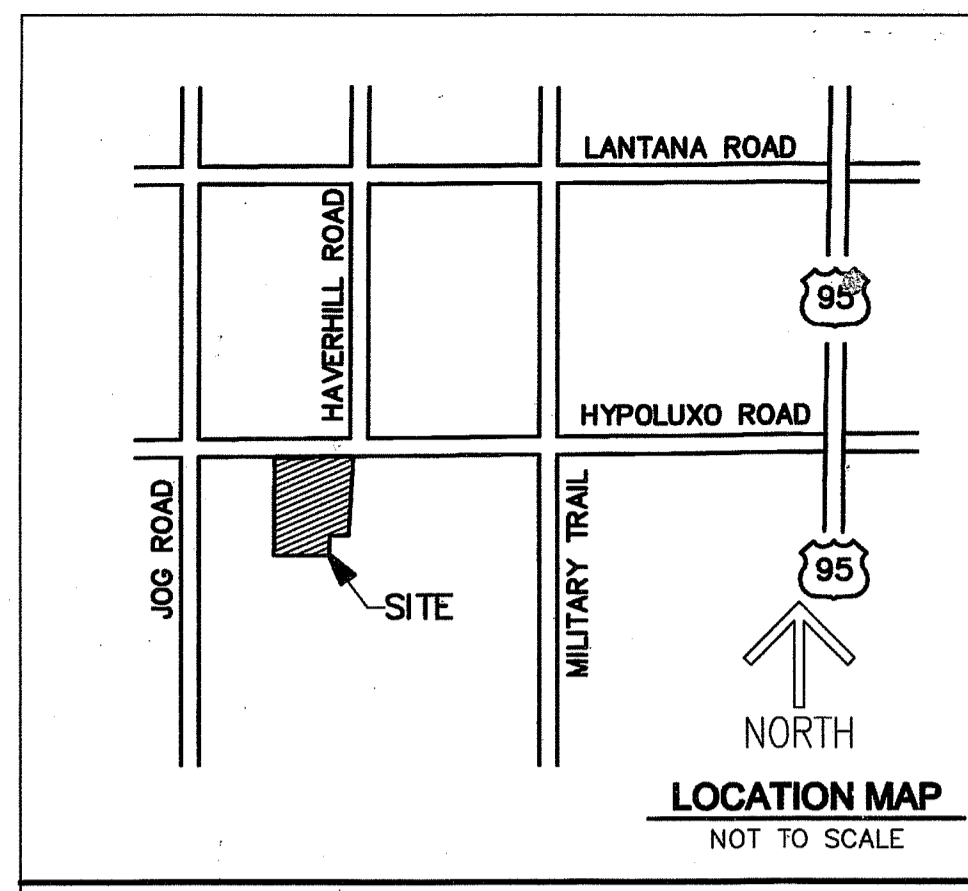 LANTANA ROAD
HAVERHILL ROAD
95
HYPOLUXO ROAD
JOG ROAD
MILITARY TRAIL
SITE
95
NORTH
LOCATION MAP
NOT TO SCALE